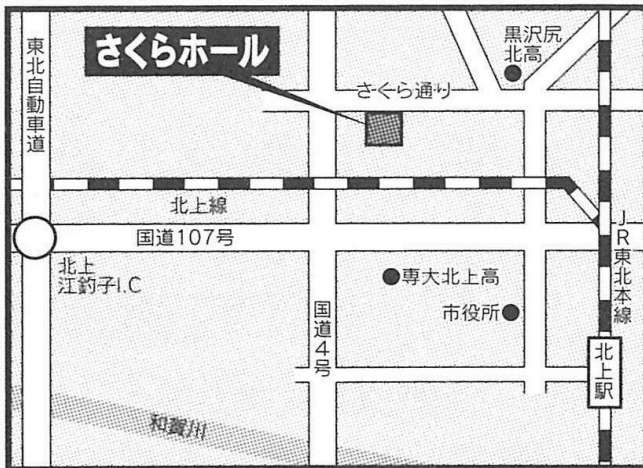 東北自動車道
さくらホール
黒沢尻
北高
さくら通り
北上線
国道107号
JR東北本線
北上
江釣子I.C
専大北上高
市役所
国道4号
北上駅
和賀川